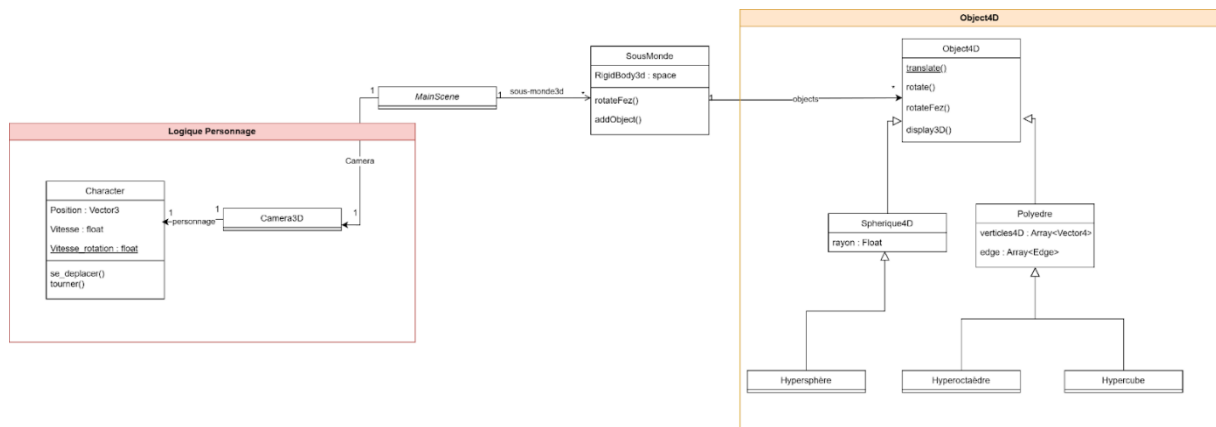 Object4D
Object4D
translate()
rotate()
rotateFez()
display3D()
SousMonde
RigidBody3d : space
rotateFez()
addObject()
1
MainScene
1
sous-monde3d
*
1
objects
*
Logique Personnage
Camera
Character
Position : Vector3
Vitesse : float
Vitesse_rotation : float
se_deplacer()
tourner()
1
personnage
1
Camera3D
1
Spherique4D
rayon : Float
Polyedre
verticles4D : Array<Vector4>
edge : Array<Edge>
Hypersphère
Hyperoctaèdre
Hypercube